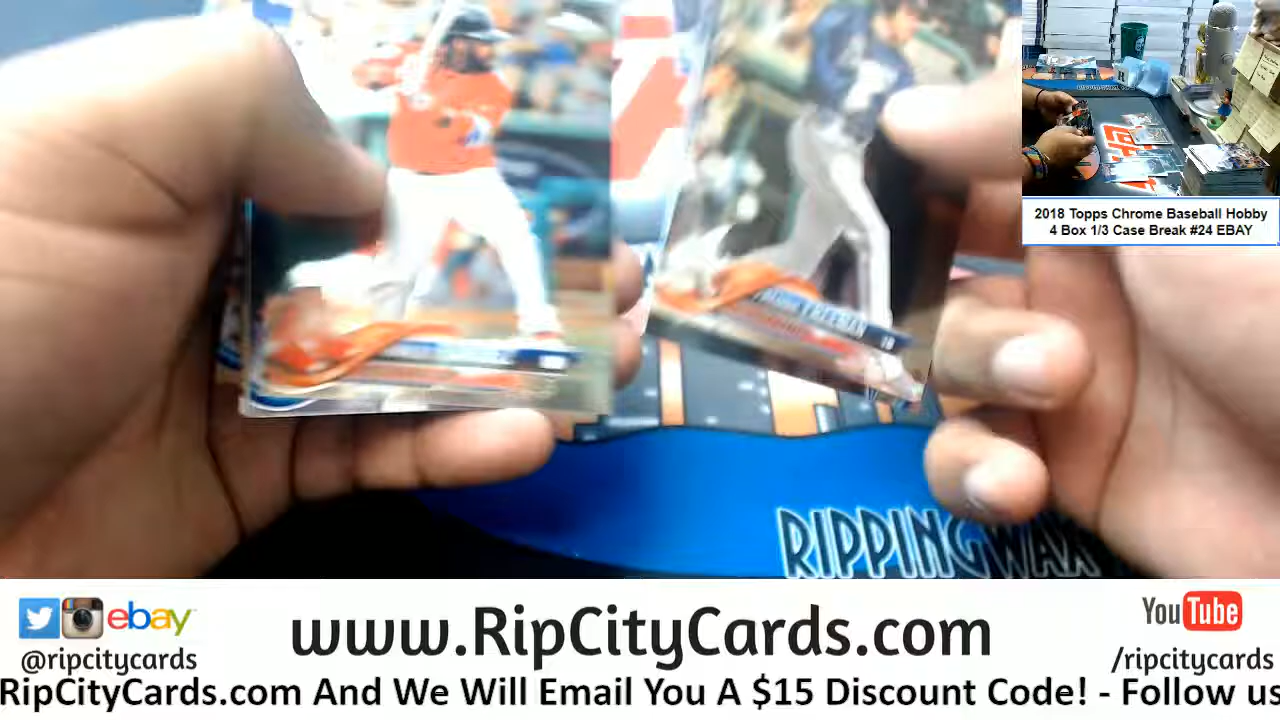 2018 Topps Chrome Baseball Hobby
4 Box 1/3 Case Break #24 EBAY
RIPPINGWAX
ebay
@ripcitycards
www.RipCityCards.com
YouTube
/ripcitycards
RipCityCards.com And We Will Email You A $15 Discount Code! - Follow us